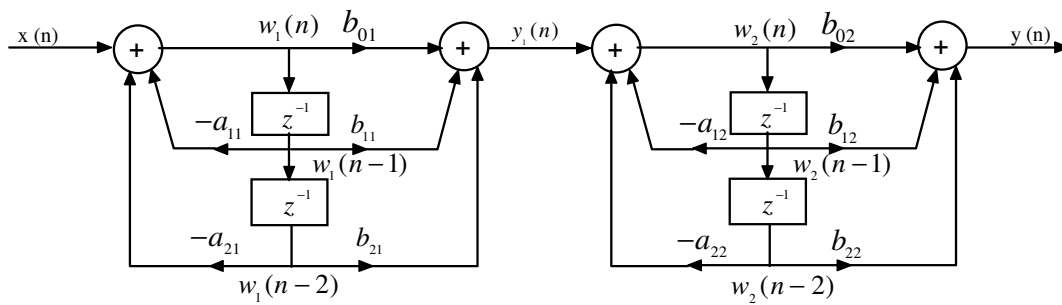 x (n) w₁(n) b₀₁ y₁(n) w₂(n) b₀₂ y (n)
+ + + +
z⁻¹ z⁻¹
−a₁₁ b₁₁ −a₁₂ b₁₂
w₁(n−1) w₂(n−1)
z⁻¹ z⁻¹
−a₂₁ b₂₁ −a₂₂ b₂₂
w₁(n−2) w₂(n−2)